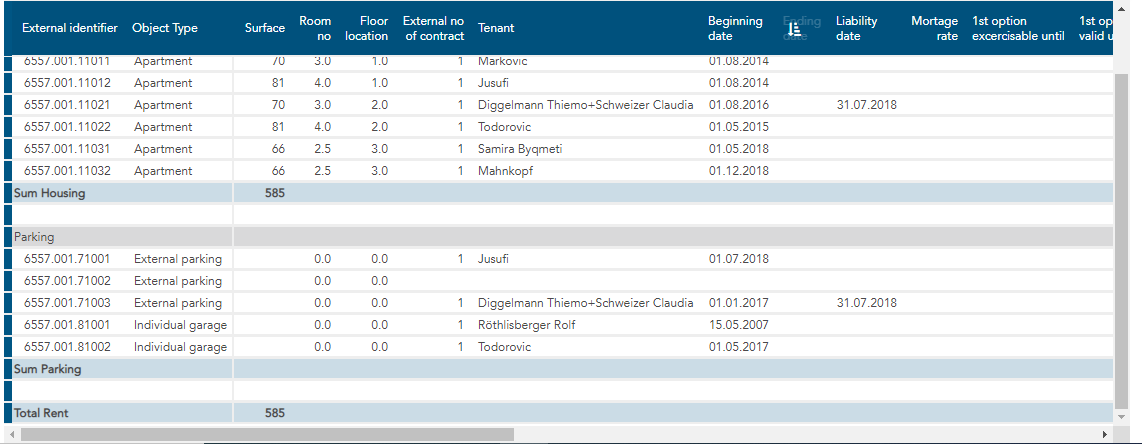 External identifier Object Type Surface Room no Floor location External no of contract Tenant Beginning date Ending date Liability date Mortage rate 1st option excercisable until 1st op valid u
6557.001.11011 Apartment 70 3.0 1.0 1 Markovic 01.08.2014
6557.001.11012 Apartment 81 4.0 1.0 1 Jusufi 01.08.2014
6557.001.11021 Apartment 70 3.0 2.0 1 Diggelmann Thiemo+Schweizer Claudia 01.08.2016 31.07.2018
6557.001.11022 Apartment 81 4.0 2.0 1 Todorovic 01.05.2015
6557.001.11031 Apartment 66 2.5 3.0 1 Samira Byqmeti 01.05.2018
6557.001.11032 Apartment 66 2.5 3.0 1 Mahnkopf 01.12.2018
Sum Housing 585
Parking
6557.001.71001 External parking 0.0 0.0 1 Jusufi 01.07.2018
6557.001.71002 External parking 0.0 0.0
6557.001.71003 External parking 0.0 0.0 1 Diggelmann Thiemo+Schweizer Claudia 01.01.2017 31.07.2018
6557.001.81001 Individual garage 0.0 0.0 1 Röthlisberger Rolf 15.05.2007
6557.001.81002 Individual garage 0.0 0.0 1 Todorovic 01.05.2017
Sum Parking
Total Rent 585